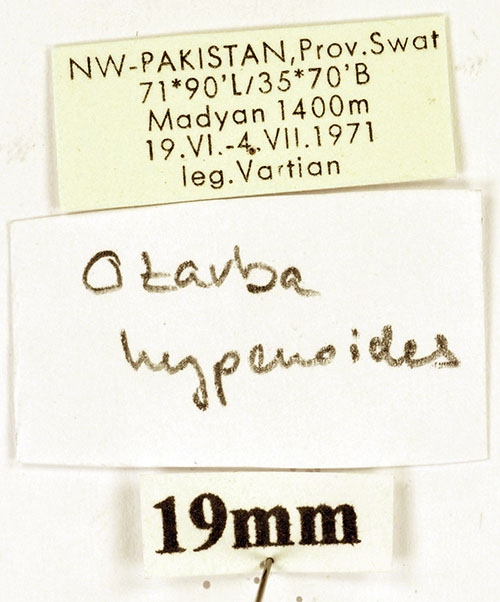 NW-PAKISTAN,Prov.Swat
71*90'L/35*70'B
Madyan 1400m
19.VI.-4.VII.1971
leg.Vartian
Ozarba
hypenoides
19mm